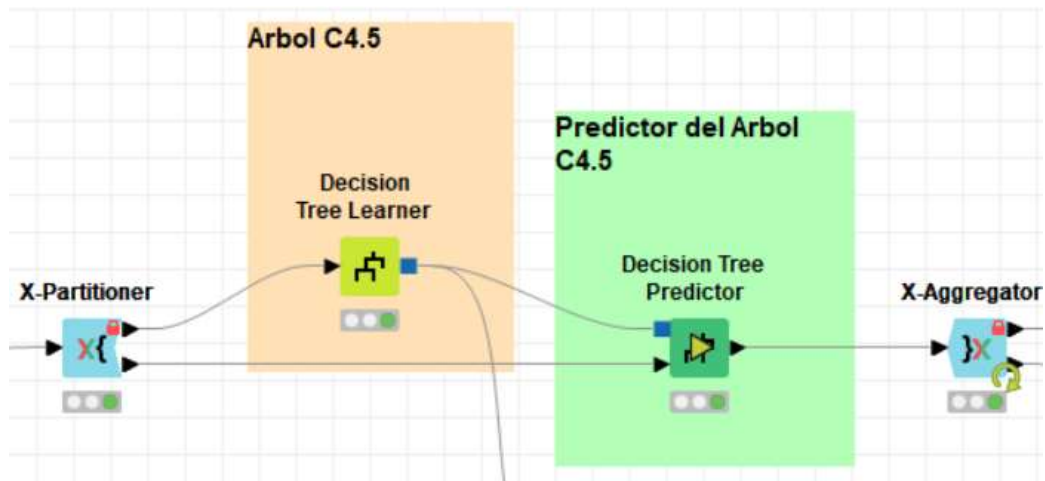 Arbol C4.5
Predictor del Arbol
C4.5
Decision
Tree Learner
Decision Tree
Predictor
X-Partitioner
X-Aggregator